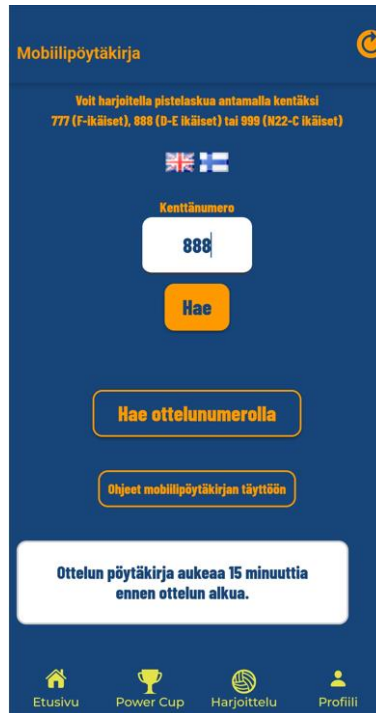 Mobiilipöytäkirja
Voit harjoitella pistelaskua antamalla kentäksi
777 (F-ikäiset), 888 (D-E ikäiset) tai 999 (N22-C ikäiset)
Kenttänumero
888
Hae
Hae ottelunumerolla
Ohjeet mobiilipöytäkirjan täyttöön
Ottelun pöytäkirja aukeaa 15 minuuttia
ennen ottelun alkua.
Etusivu Power Cup Harjoittelu Profiili